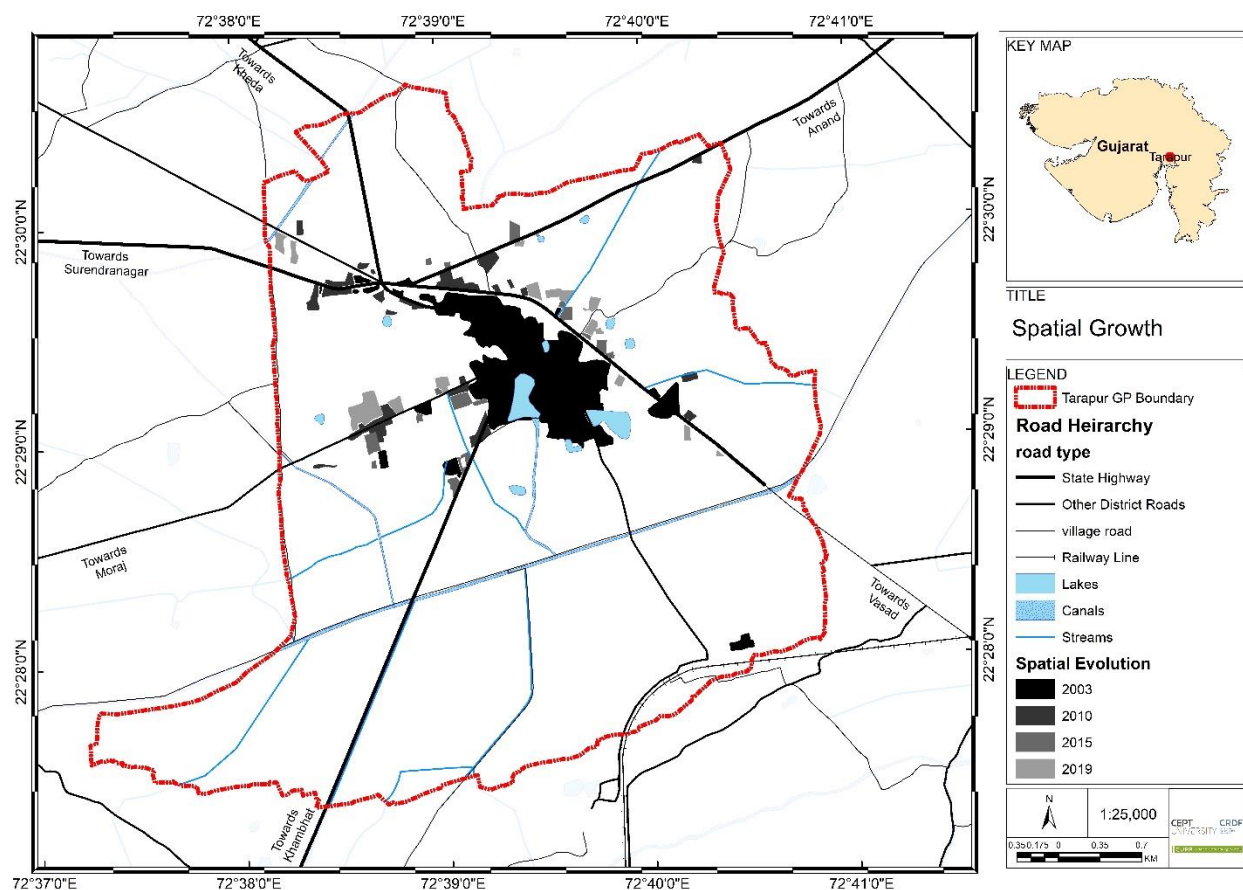 72°38'0"E
72°39'0"E
72°40'0"E
72°41'0"E
Towards
Kheda
Towards
Anand
22°30'0"N
22°30'0"N
Towards
Surendranagar
22°29'0"N
22°29'0"N
Towards
Moraj
Towards
Vasad
22°28'0"N
22°28'0"N
Towards
Khambhat
72°37'0"E
72°38'0"E
72°39'0"E
72°40'0"E
72°41'0"E
KEY MAP
Gujarat
Tarapur
TITLE
Spatial Growth
LEGEND
Tarapur GP Boundary
Road Heirarchy
road type
State Highway
Other District Roads
village road
Railway Line
Lakes
Canals
Streams
Spatial Evolution
2003
2010
2015
2019
N
1:25,000
0.35 0.175 0 0.35 0.7
KM
CEPT
UNIVERSITY
CRDF